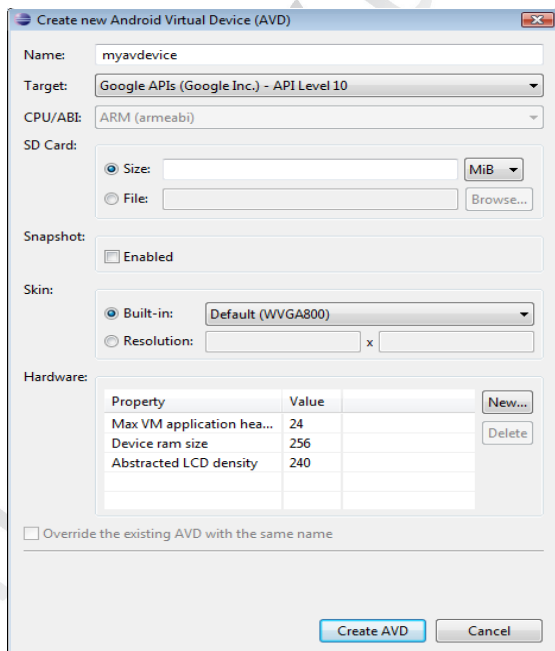 Create new Android Virtual Device (AVD)
Name: myavdevice
Target: Google APIs (Google Inc.) - API Level 10
CPU/ABI: ARM (armeabi)
SD Card:
Size: MiB
File: Browse...
Snapshot:
Enabled
Skin:
Built-in: Default (WVGA800)
Resolution: x
Hardware:
Property Value New...
Max VM application hea... 24
Delete
Device ram size 256
Abstracted LCD density 240
Override the existing AVD with the same name
Create AVD Cancel